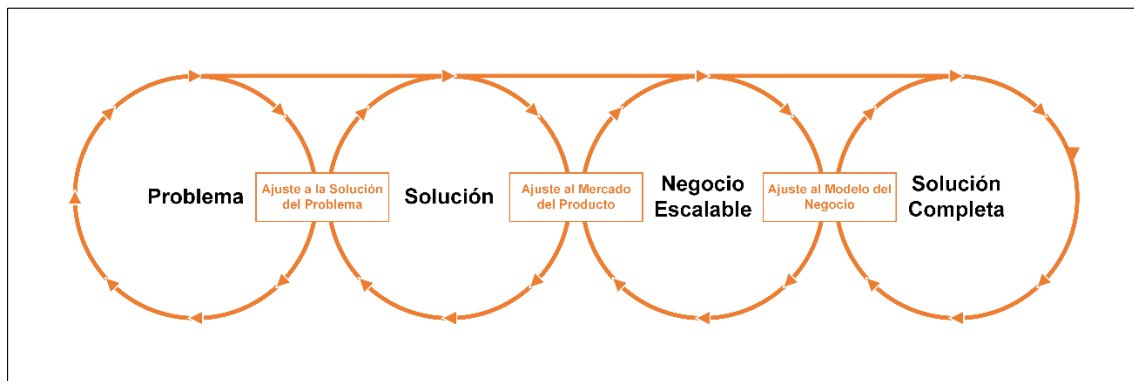 Problema
Ajuste a la Solución
del Problema
Solución
Ajuste al Mercado
del Producto
Negocio
Escalable
Ajuste al Modelo del
Negocio
Solución
Completa